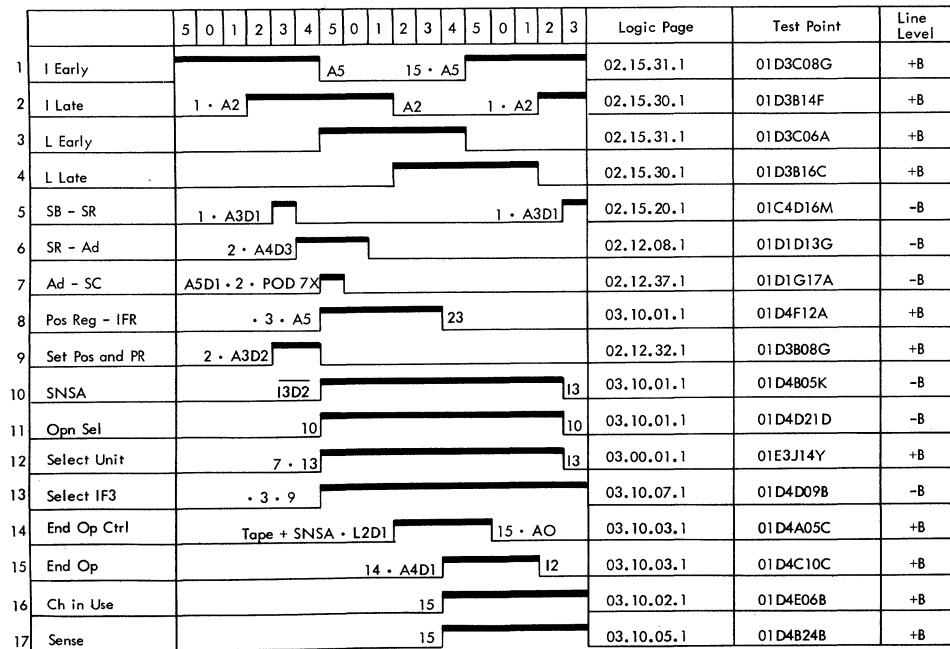 5 0 1 2 3 4 5 0 1 2 3 4 5 0 1 2 3 Logic Page Test Point Line Level
1 I Early A5 15 · A5 02.15.31.1 01D3C08G +B
2 I Late 1 · A2 A2 1 · A2 02.15.30.1 01D3B14F +B
3 L Early 02.15.31.1 01D3C06A +B
4 L Late 02.15.30.1 01D3B16C +B
5 SB - SR 1 · A3D1 1 · A3D1 02.15.20.1 01C4D16M -B
6 SR - Ad 2 · A4D3 02.12.08.1 01D1D13G -B
7 Ad - SC A5D1 · 2 · POD 7X 02.12.37.1 01D1G17A -B
8 Pos Reg - IFR · 3 · A5 23 03.10.01.1 01D4F12A +B
9 Set Pos and PR 2 · A3D2 02.12.32.1 01D3B08G +B
10 SNSA I3D2 I3 03.10.01.1 01D4B05K -B
11 Opn Sel 10 10 03.10.01.1 01D4D21D -B
12 Select Unit 7 · 13 I3 03.00.01.1 01E3J14Y +B
13 Select IF3 · 3 · 9 03.10.07.1 01D4D09B -B
14 End Op Ctrl Tape + SNSA · L2D1 15 · AO 03.10.03.1 01D4A05C +B
15 End Op 14 · A4D1 I2 03.10.03.1 01D4C10C +B
16 Ch in Use 15 03.10.02.1 01D4E06B +B
17 Sense 15 03.10.05.1 01D4B24B +B